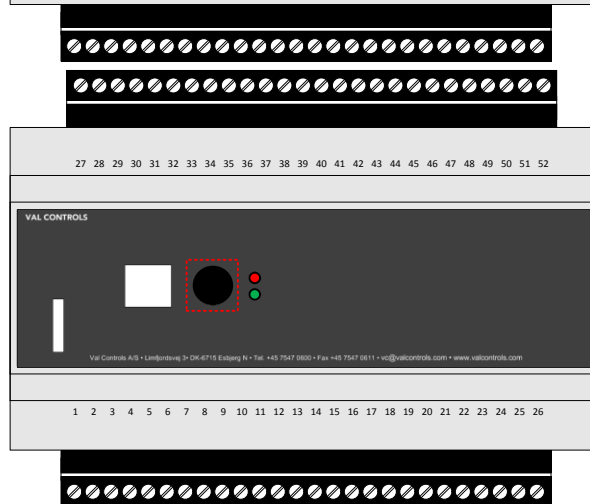 27 28 29 30 31 32 33 34 35 36 37 38 39 40 41 42 43 44 45 46 47 48 49 50 51 52
VAL CONTROLS
Val Controls A/S • Limfjordsvej 3• DK-6715 Esbjerg N • Tel. +45 7547 0600 • Fax +45 7547 0611 • vc@valcontrols.com • www.valcontrols.com
1 2 3 4 5 6 7 8 9 10 11 12 13 14 15 16 17 18 19 20 21 22 23 24 25 26